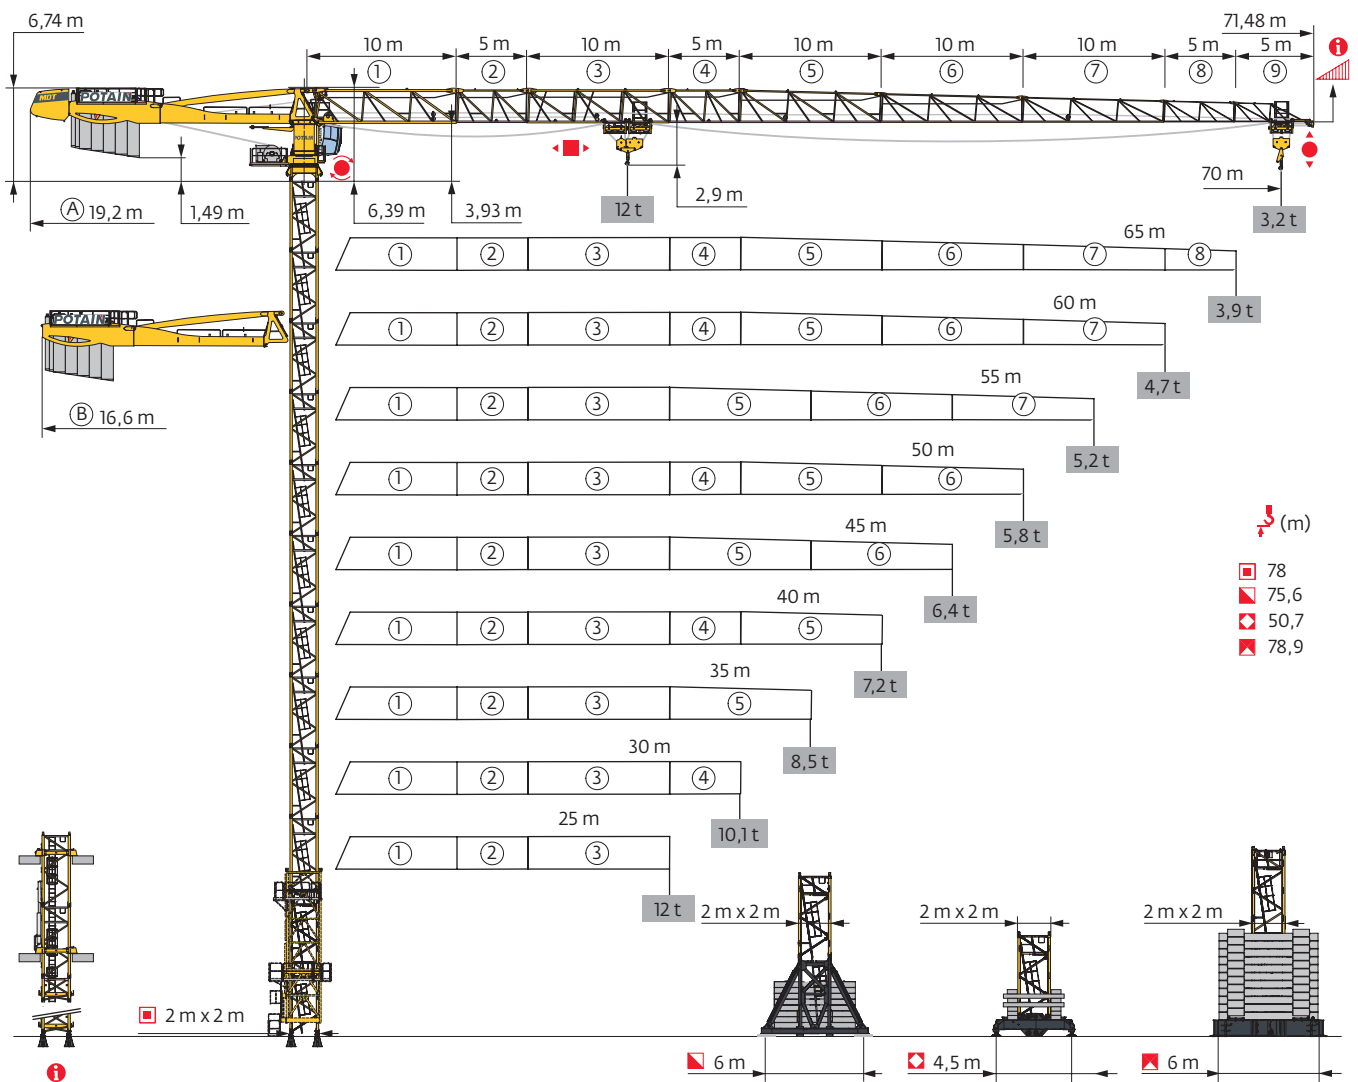 6,74 m
71,48 m
10 m 5 m 10 m 5 m 10 m 10 m 10 m 5 m 5 m
1 2 3 4 5 6 7 8 9
i
MDT POTAIN
POTAIN
70 m
2,9 m
A 19,2 m 1,49 m 6,39 m 3,93 m
12 t
3,2 t
65 m
1 2 3 4 5 6 7 8
3,9 t
POTAIN
60 m
1 2 3 4 5 6 7
4,7 t
B 16,6 m
55 m
1 2 3 5 6 7
5,2 t
50 m
1 2 3 4 5 6
5,8 t
(m)
78
75,6
50,7
78,9
45 m
1 2 3 5 6
6,4 t
40 m
1 2 3 4 5
7,2 t
35 m
1 2 3 5
8,5 t
30 m
1 2 3 4
10,1 t
25 m
1 2 3
12 t
2 m x 2 m
2 m x 2 m
2 m x 2 m
2 m x 2 m
i
6 m
4,5 m
6 m